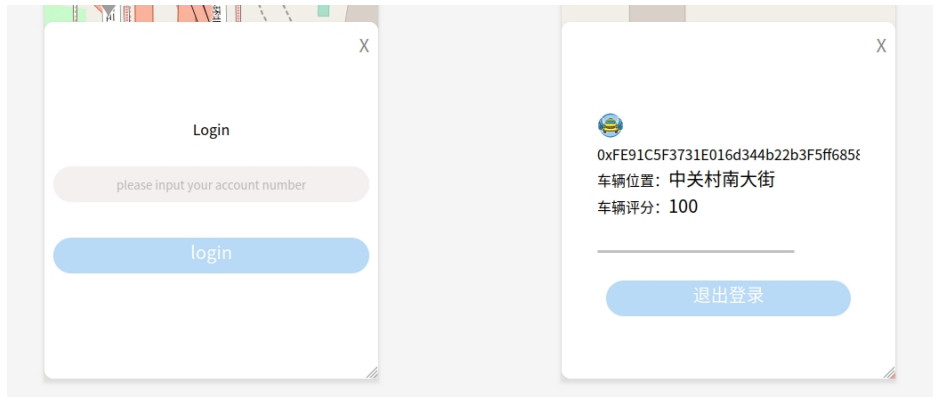 X
Login
please input your account number
login
X
0xFE91C5F3731E016d344b22b3F5ff6858
车辆位置：中关村南大街
车辆评分：100
退出登录